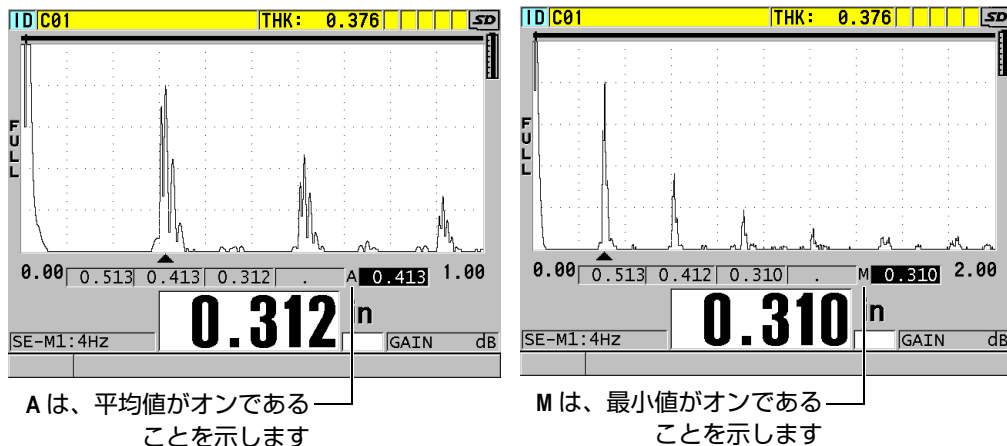 ID C01 THK: 0.376 SD
FULL
0.00 0.513 0.413 0.312 . A 0.413 1.00
0.312 in
SE-M1:4Hz GAIN dB
A は、平均値がオンである
ことを示します
ID C01 THK: 0.376 SD
FULL
0.00 0.513 0.412 0.310 . M 0.310 2.00
0.310 in
SE-M1:4Hz GAIN dB
M は、最小値がオンである
ことを示します